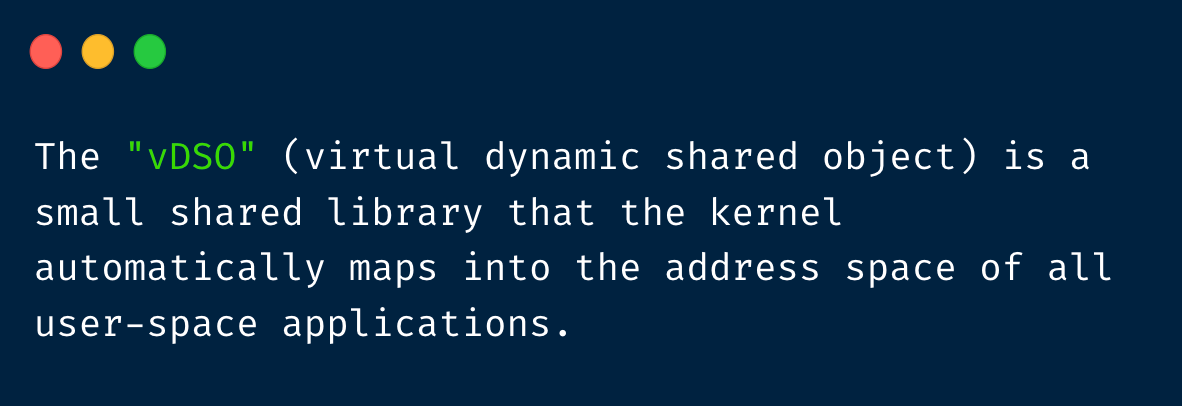 The "vDSO" (virtual dynamic shared object) is a
small shared library that the kernel
automatically maps into the address space of all
user-space applications.